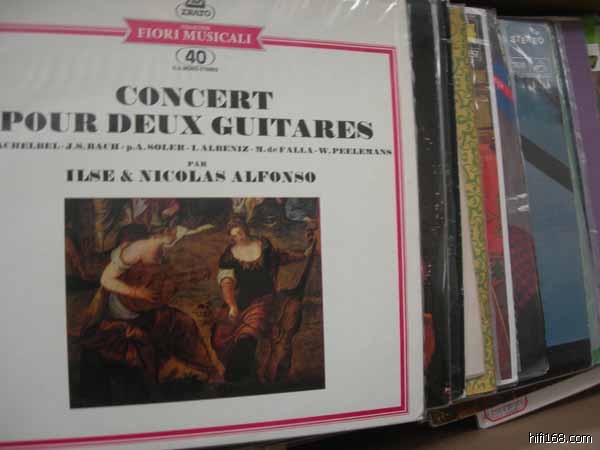 ERATO
COLLECTION
FIORI MUSICALI
40
CONCERT
POUR DEUX GUITARES
ACHELBEL · J.S. BACH · p.A. SOLER · I. ALBENIZ · M. de FALLA · W. PEELEMANS
PAR
ILSE & NICOLAS ALFONSO
STEREO
hifi168.com